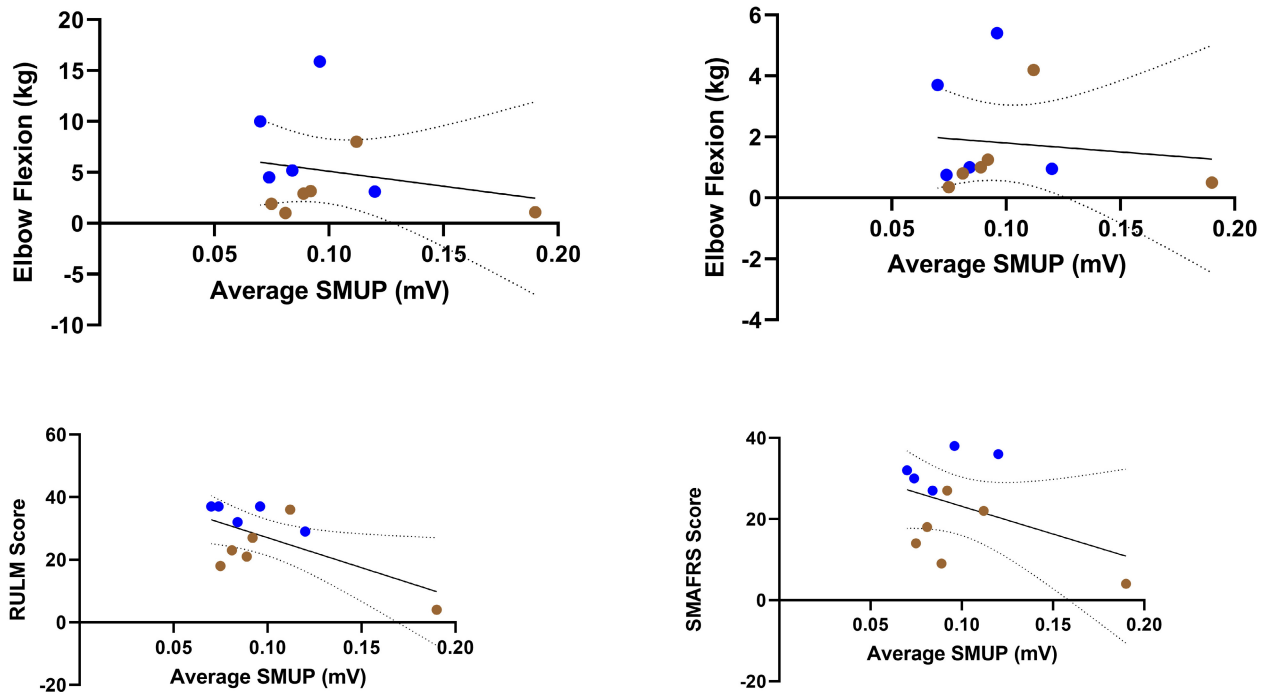 20
15
10
5
0
-5
-10
Elbow Flexion (kg)
0.05 0.10 0.15 0.20
Average SMUP (mV)
6
4
2
0
-2
-4
Elbow Flexion (kg)
0.05 0.10 0.15 0.20
Average SMUP (mV)
60
40
20
0
-20
RULM Score
0.05 0.10 0.15 0.20
Average SMUP (mV)
40
20
0
-20
SMAFRS Score
0.05 0.10 0.15 0.20
Average SMUP (mV)